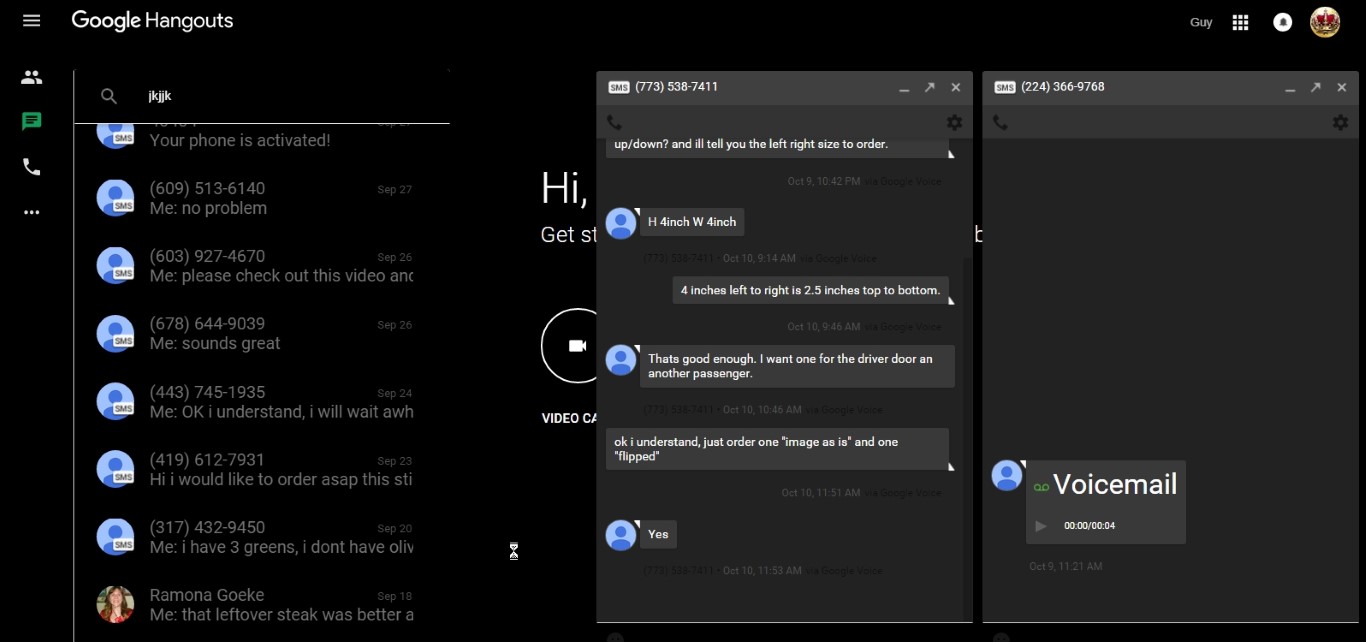 Google Hangouts
Guy
jkjjk
Your phone is activated!
SMS
(609) 513-6140 Sep 27
Me: no problem
SMS
(603) 927-4670 Sep 26
Me: please check out this video and
SMS
(678) 644-9039 Sep 26
Me: sounds great
SMS
(443) 745-1935 Sep 24
Me: OK i understand, i will wait awh
SMS
(419) 612-7931 Sep 23
Hi i would like to order asap this sti
SMS
(317) 432-9450 Sep 20
Me: i have 3 greens, i dont have oliv
SMS
Ramona Goeke Sep 18
Me: that leftover steak was better a
Hi,
Get st
VIDEO CA
SMS (773) 538-7411
up/down? and ill tell you the left right size to order.
Oct 9, 10:42 PM via Google Voice
H 4inch W 4inch
(773) 538-7411 • Oct 10, 9:14 AM via Google Voice
4 inches left to right is 2.5 inches top to bottom.
Oct 10, 9:46 AM via Google Voice
Thats good enough. I want one for the driver door an
another passenger.
(773) 538-7411 • Oct 10, 10:46 AM via Google Voice
ok i understand, just order one "image as is" and one
"flipped"
Oct 10, 11:51 AM via Google Voice
Yes
(773) 538-7411 • Oct 10, 11:53 AM via Google Voice
SMS (224) 366-9768
Voicemail
00:00/00:04
Oct 9, 11:21 AM